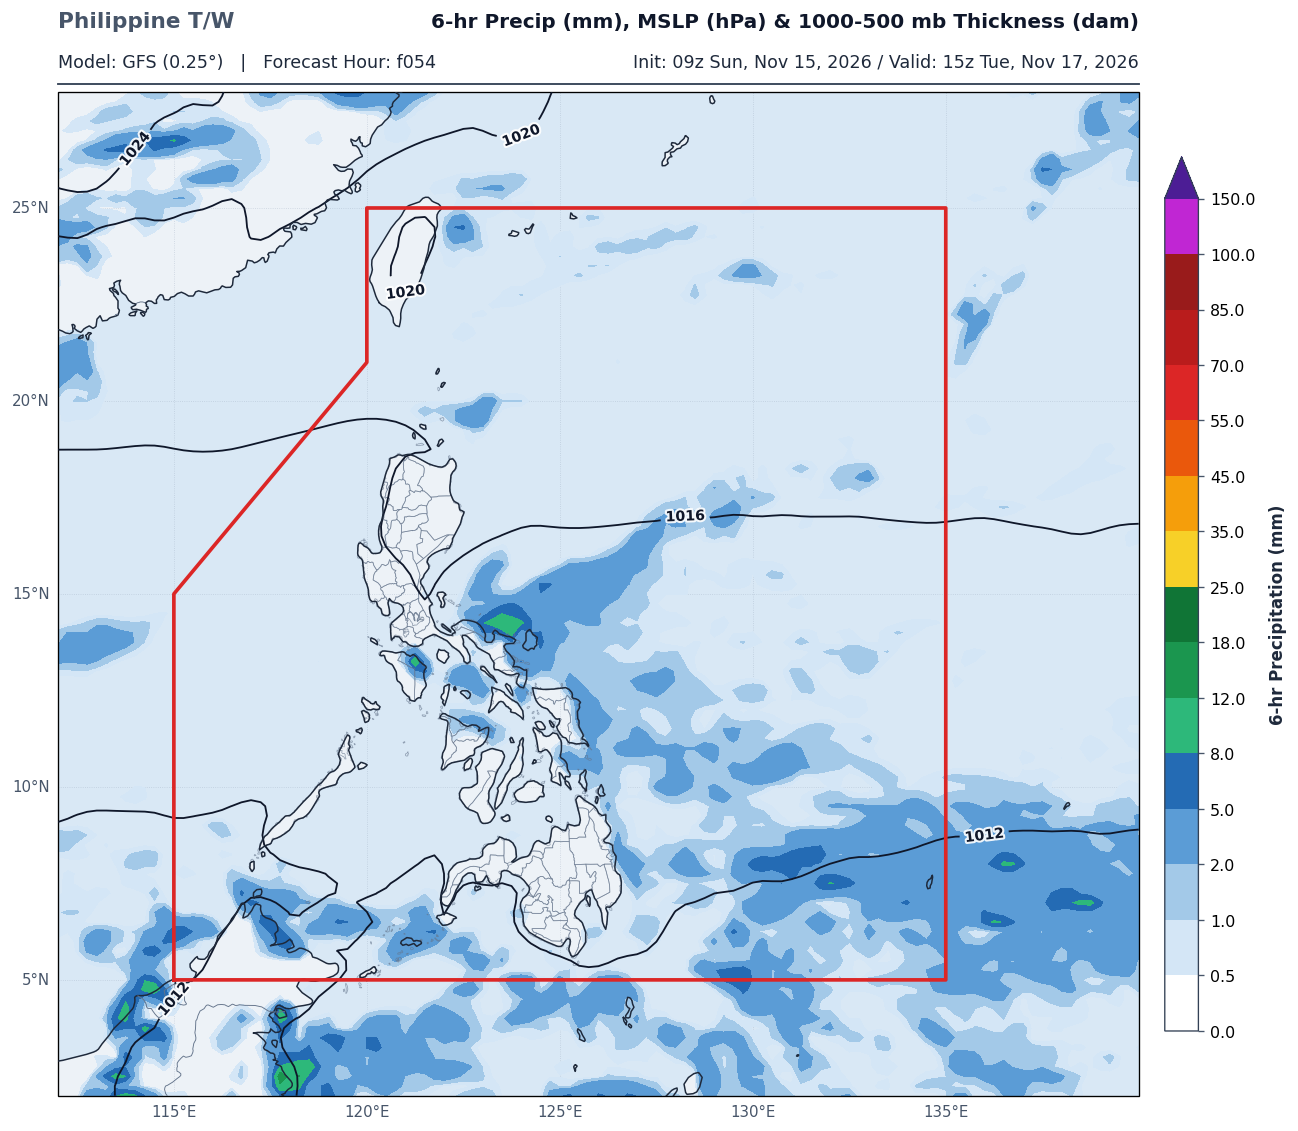 Philippine T/W
6-hr Precip (mm), MSLP (hPa) & 1000-500 mb Thickness (dam)
Model: GFS (0.25°) | Forecast Hour: f054
Init: 09z Sun, Nov 15, 2026 / Valid: 15z Tue, Nov 17, 2026
1024
1020
1020
1016
1012
1012
25°N
20°N
15°N
10°N
5°N
115°E
120°E
125°E
130°E
135°E
150.0
100.0
85.0
70.0
55.0
45.0
35.0
25.0
18.0
12.0
8.0
5.0
2.0
1.0
0.5
0.0
6-hr Precipitation (mm)